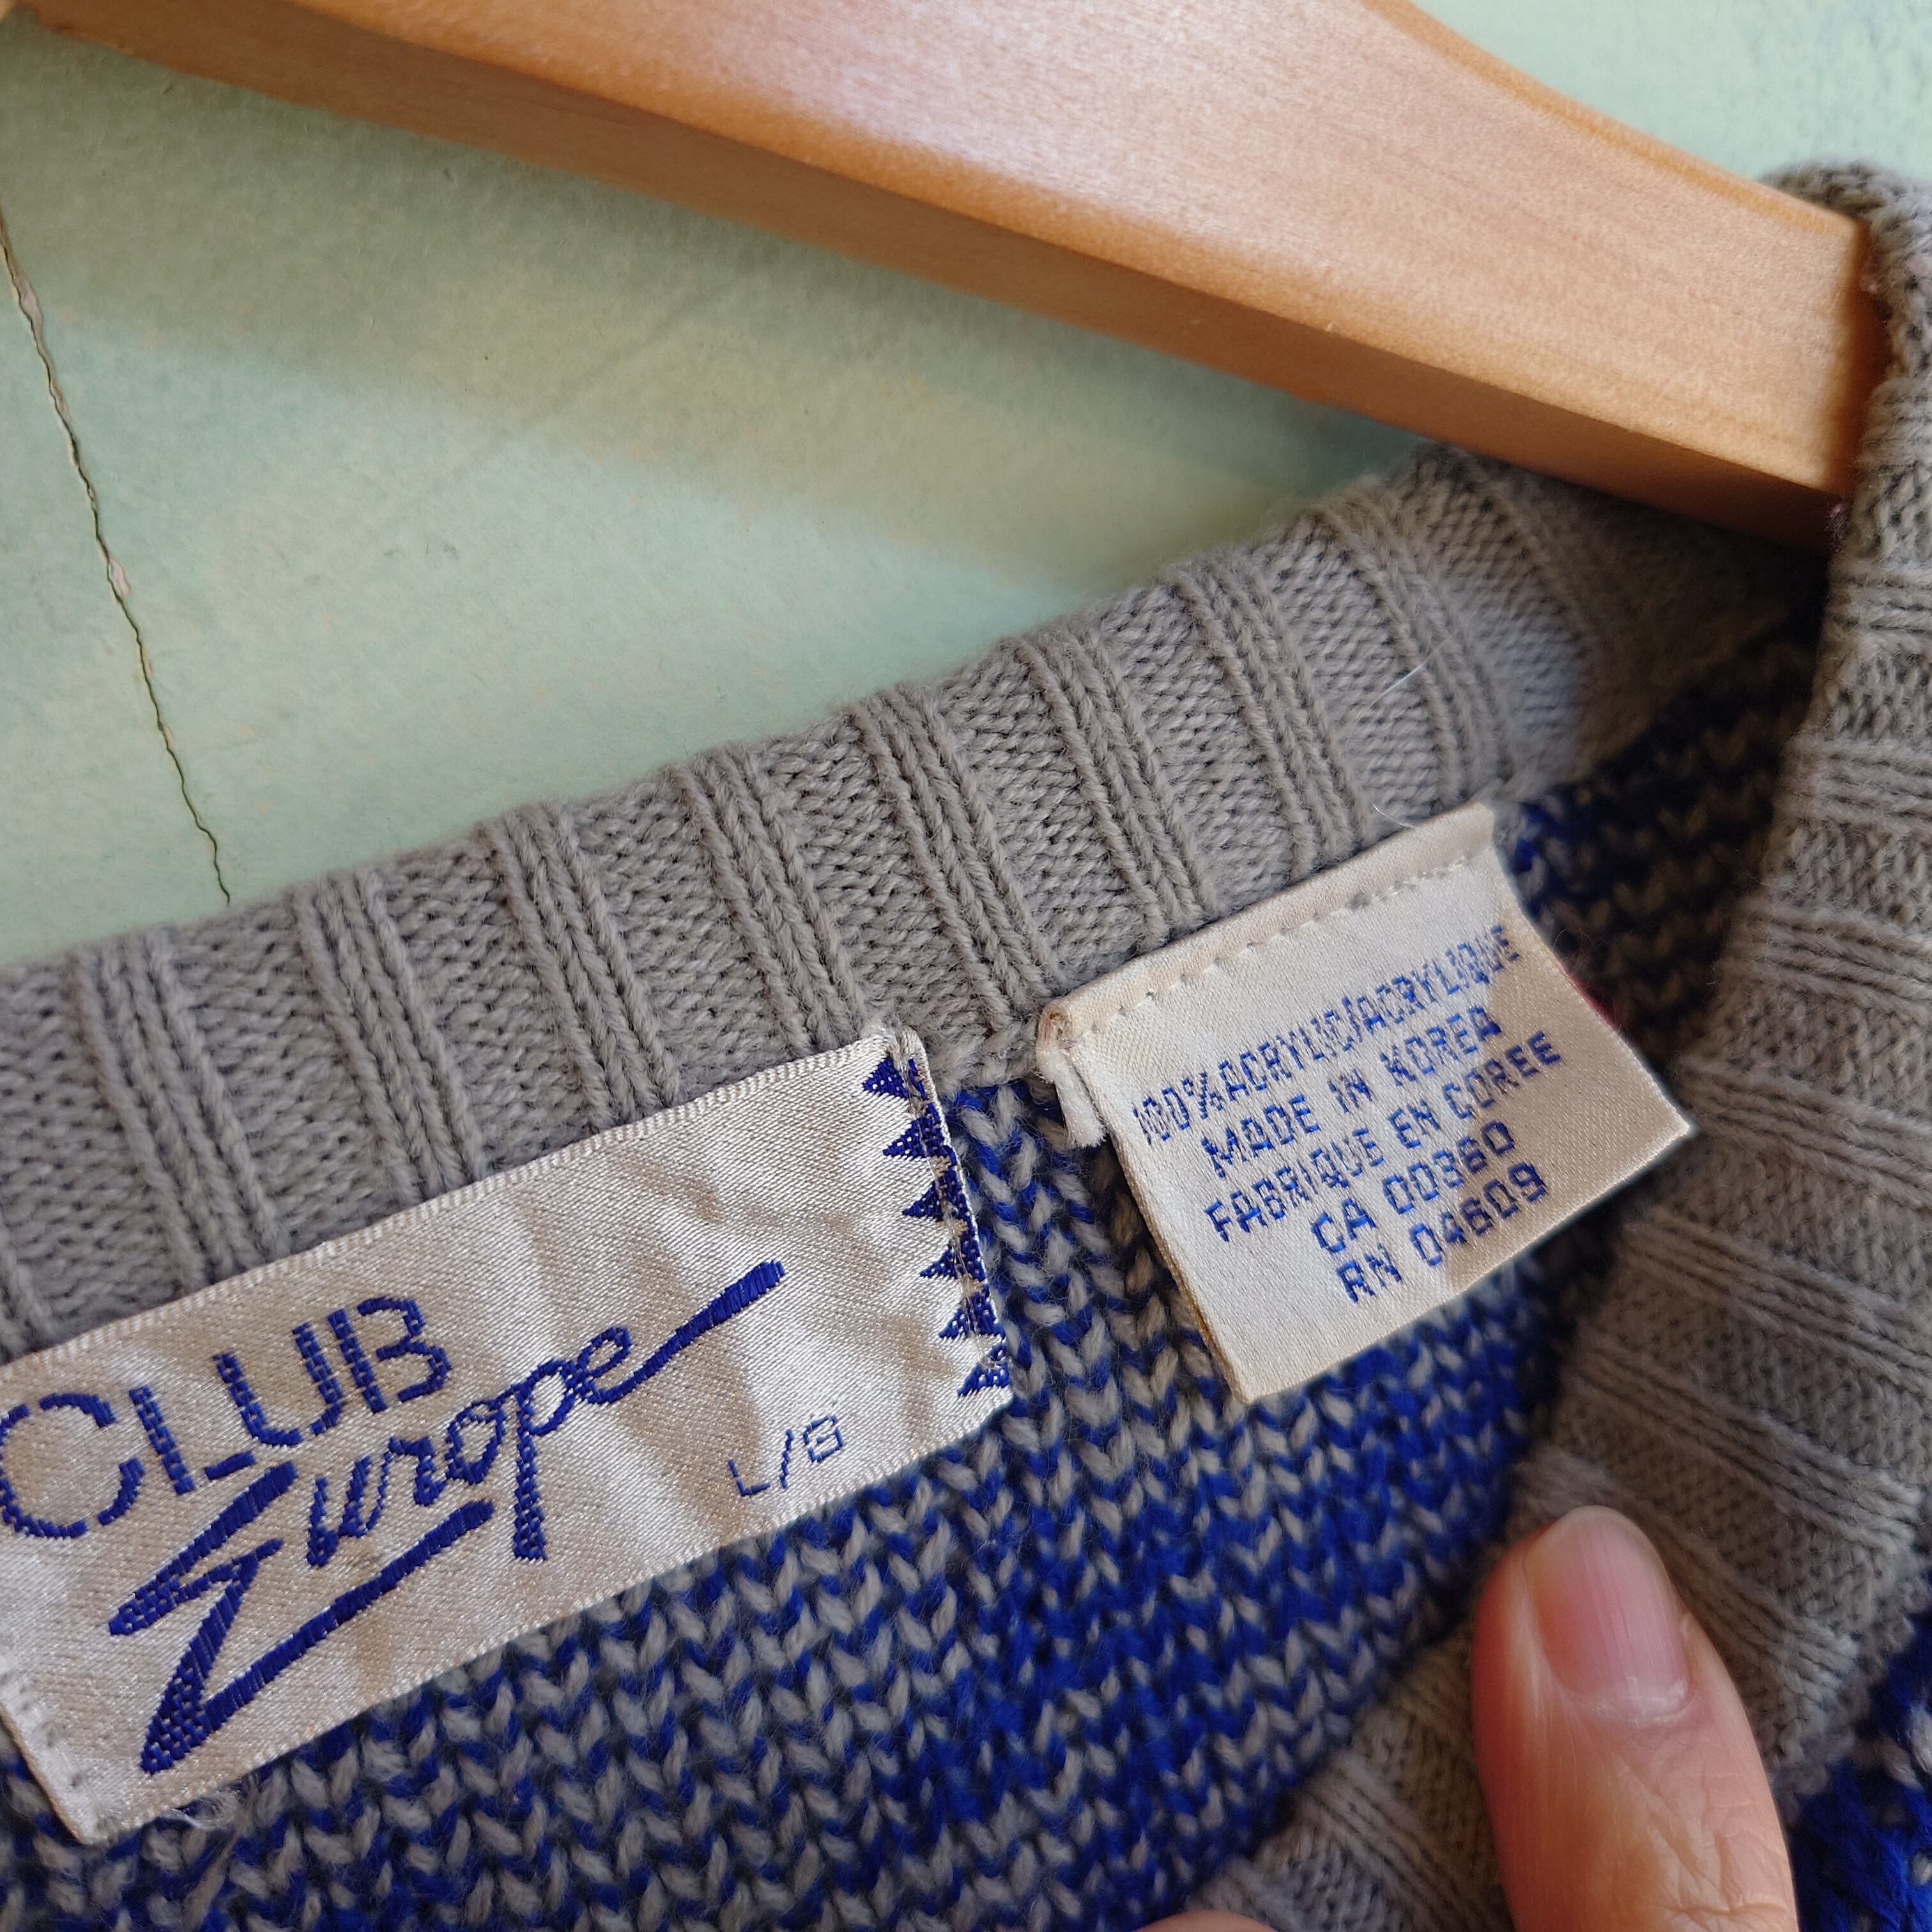 CLUB
Europe
L/G
100% ACRYLIC/ACRYLIQUE
MADE IN KOREA
FABRIQUE EN COREE
CA 00360
RN 04609